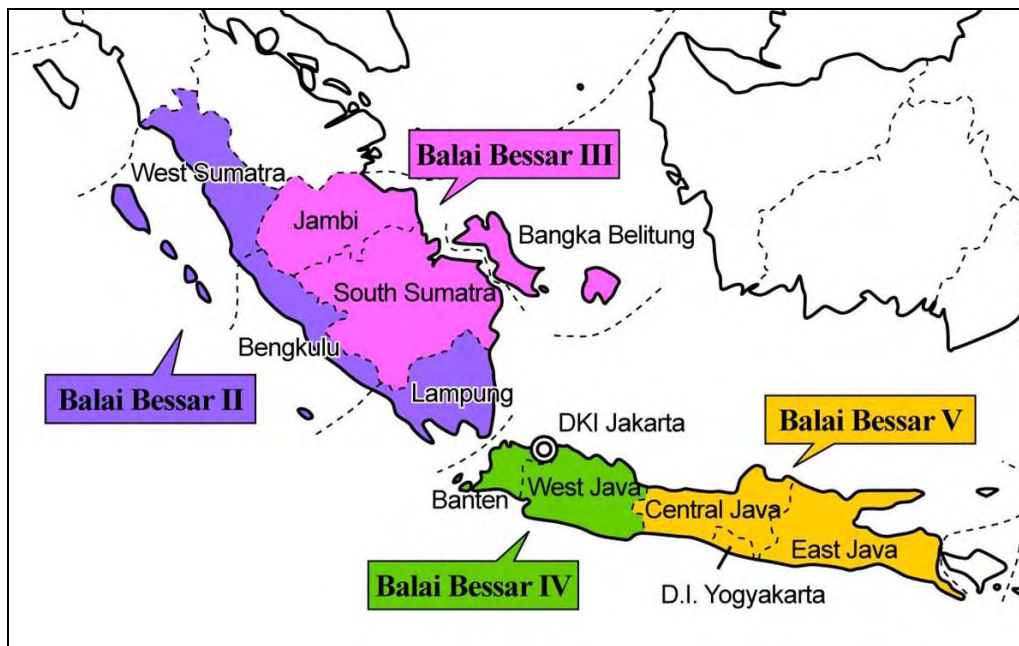 Balai Bessar III
West Sumatra
Jambi
Bangka Belitung
South Sumatra
Bengkulu
Balai Bessar II
Lampung
DKI Jakarta
Balai Bessar V
Banten
West Java
Central Java
East Java
Balai Bessar IV
D.I. Yogyakarta